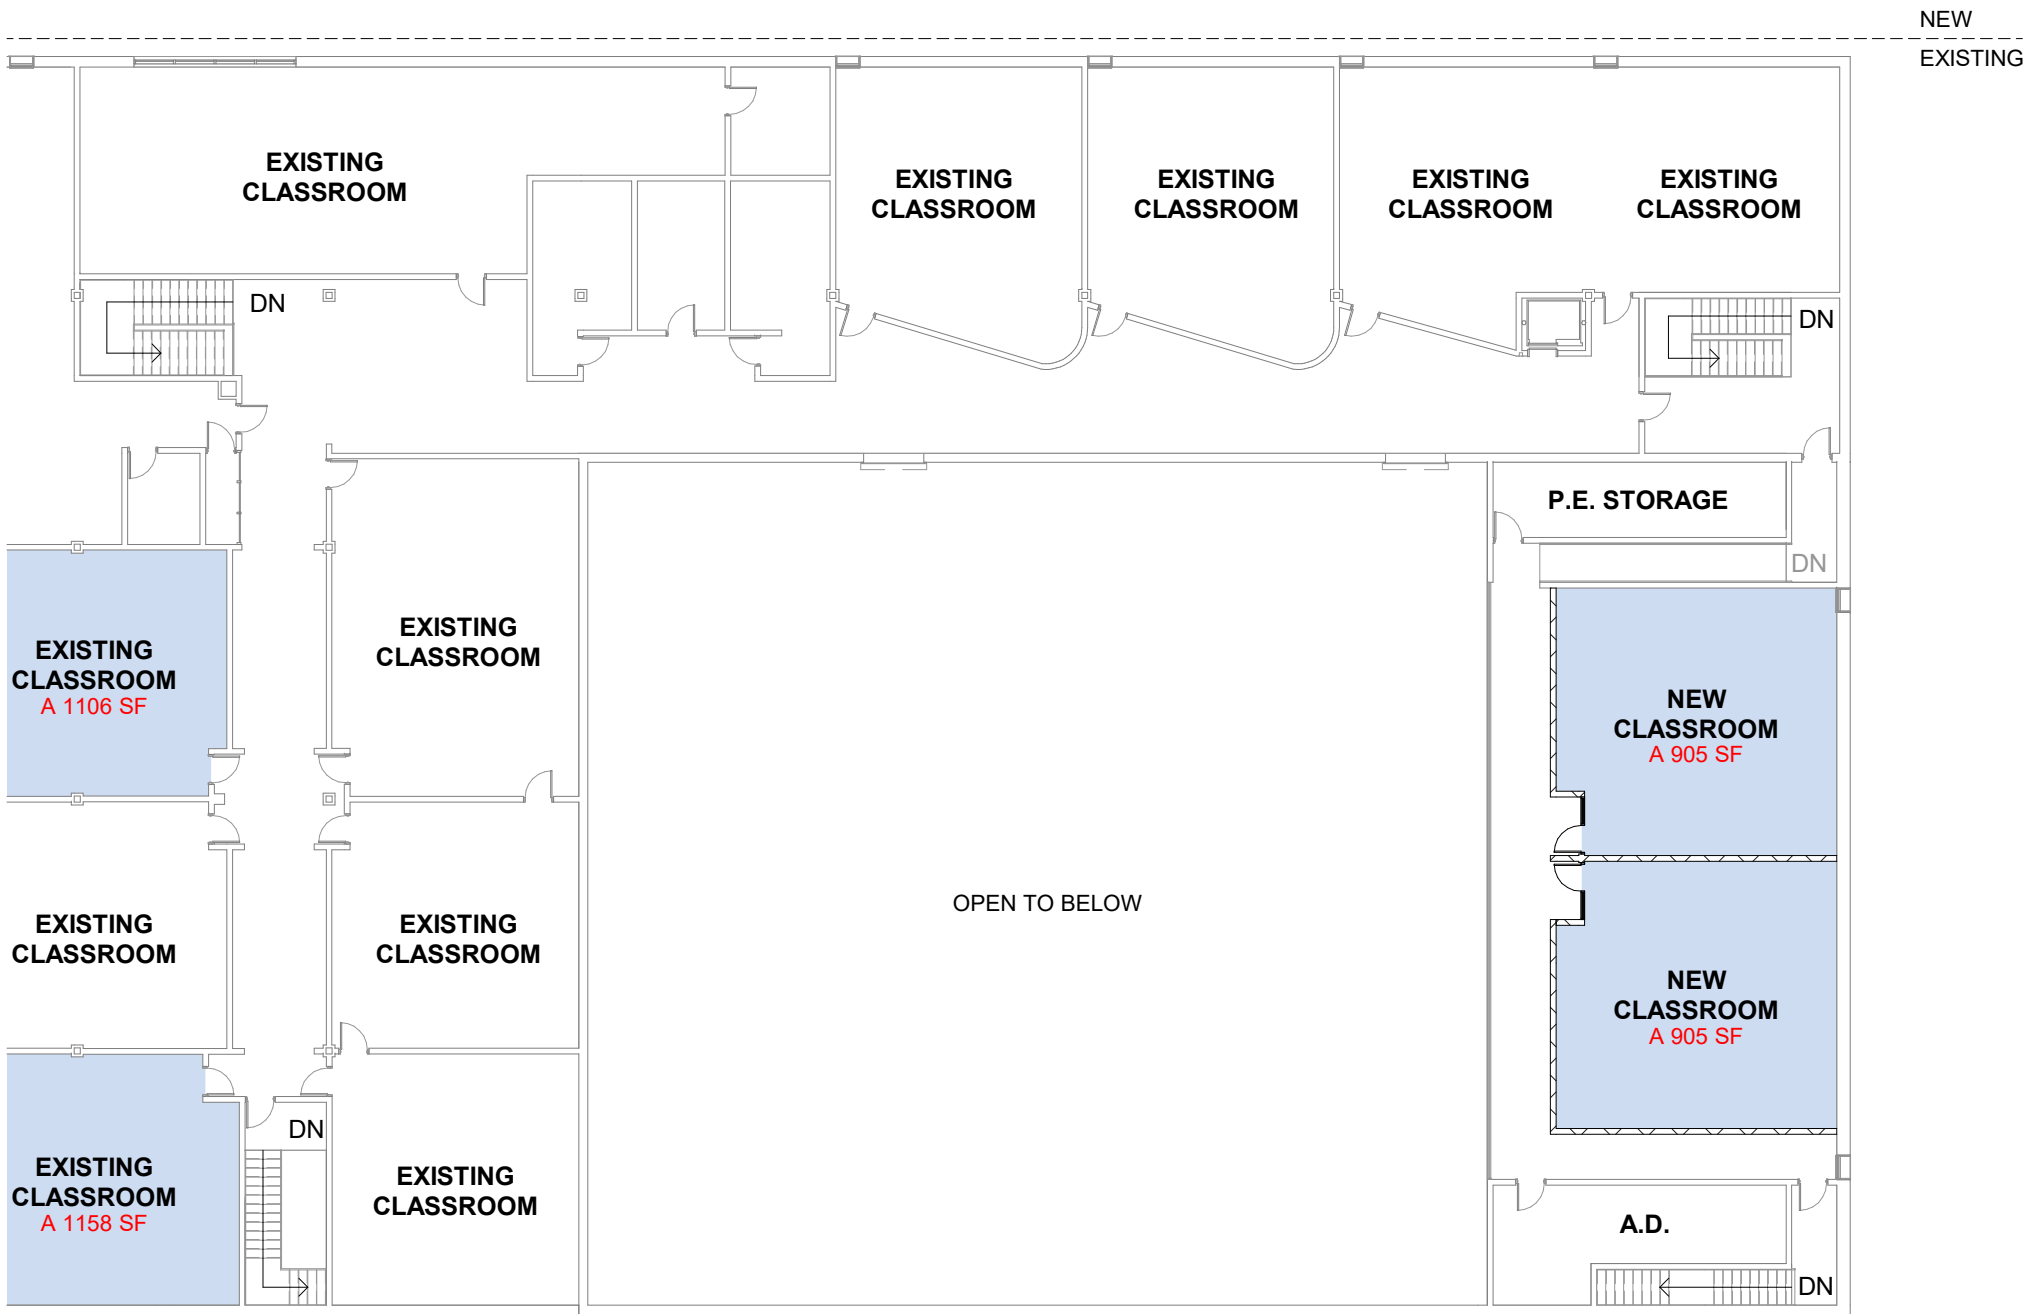 NEW
EXISTING
EXISTING
CLASSROOM
EXISTING
CLASSROOM
EXISTING
CLASSROOM
EXISTING
CLASSROOM
EXISTING
CLASSROOM
DN
DN
P.E. STORAGE
DN
EXISTING
CLASSROOM
A 1106 SF
EXISTING
CLASSROOM
NEW
CLASSROOM
A 905 SF
EXISTING
CLASSROOM
EXISTING
CLASSROOM
OPEN TO BELOW
NEW
CLASSROOM
A 905 SF
DN
EXISTING
CLASSROOM
A 1158 SF
EXISTING
CLASSROOM
A.D.
DN